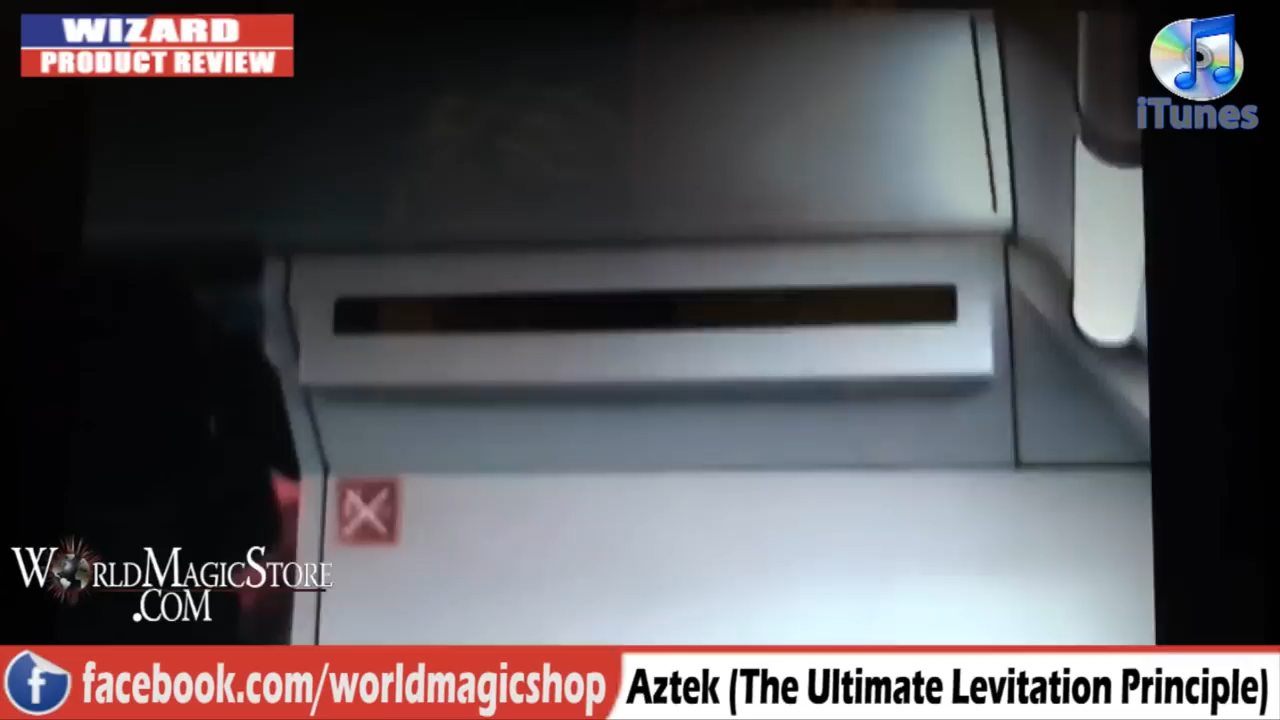 WIZARD
PRODUCT REVIEW
iTunes
WORLDMAGICSTORE
.COM
facebook.com/worldmagicshop
Aztek (The Ultimate Levitation Principle)